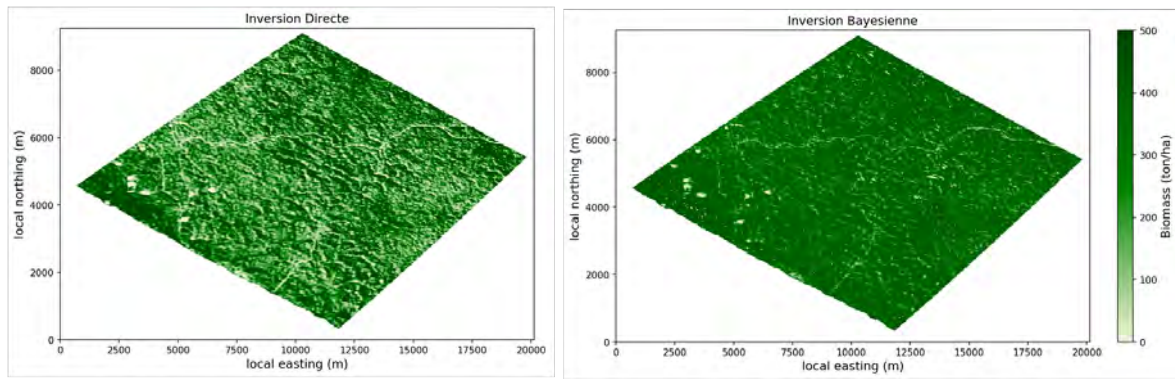 Inversion Directe
local northing (m)
8000
6000
4000
2000
0
0 2500 5000 7500 10000 12500 15000 17500 20000
local easting (m)
Inversion Bayesienne
local northing (m)
8000
6000
4000
2000
0
0 2500 5000 7500 10000 12500 15000 17500 20000
local easting (m)
500
400
300
200
100
0
Biomass (ton/ha)